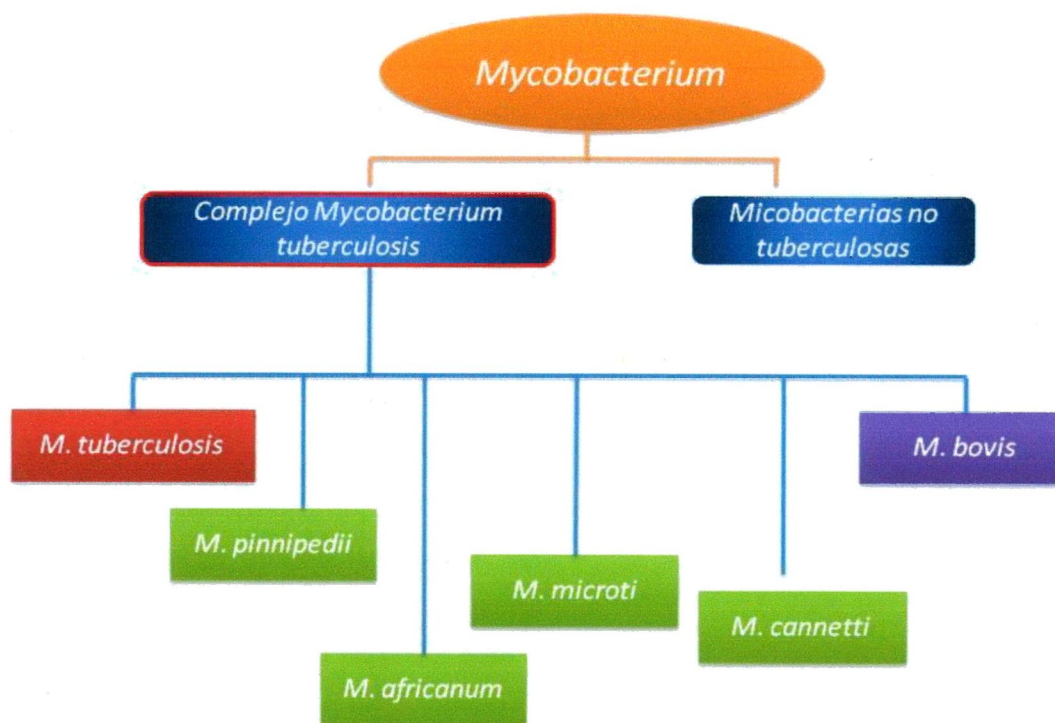 Mycobacterium
Complejo Mycobacterium
tuberculosis
Micobacterias no
tuberculosas
M. tuberculosis
M. bovis
M. pinnipedii
M. microti
M. cannetti
M. africanum